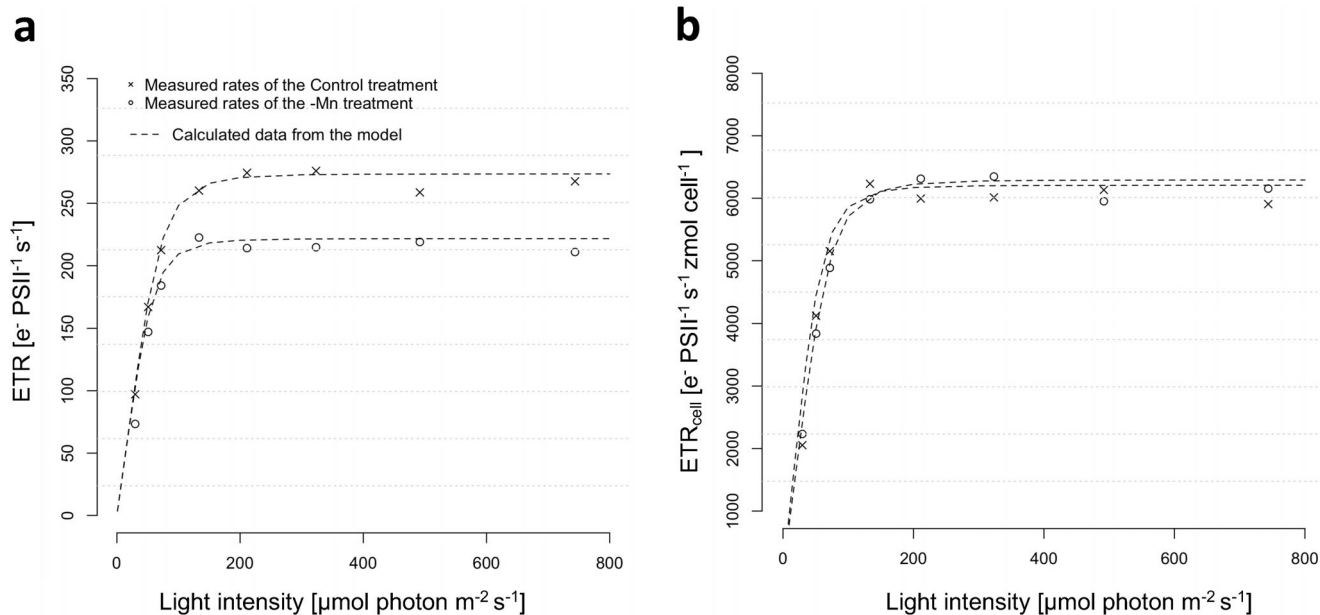 a
350
300
250
200
150
100
50
0
ETR [e⁻ PSII⁻¹ s⁻¹]
× Measured rates of the Control treatment
○ Measured rates of the -Mn treatment
Calculated data from the model
0 200 400 600 800
Light intensity [µmol photon m⁻² s⁻¹]
b
8000
7000
6000
5000
4000
3000
2000
1000
ETRcell [e⁻ PSII⁻¹ s⁻¹ zmol cell⁻¹]
0 200 400 600 800
Light intensity [µmol photon m⁻² s⁻¹]